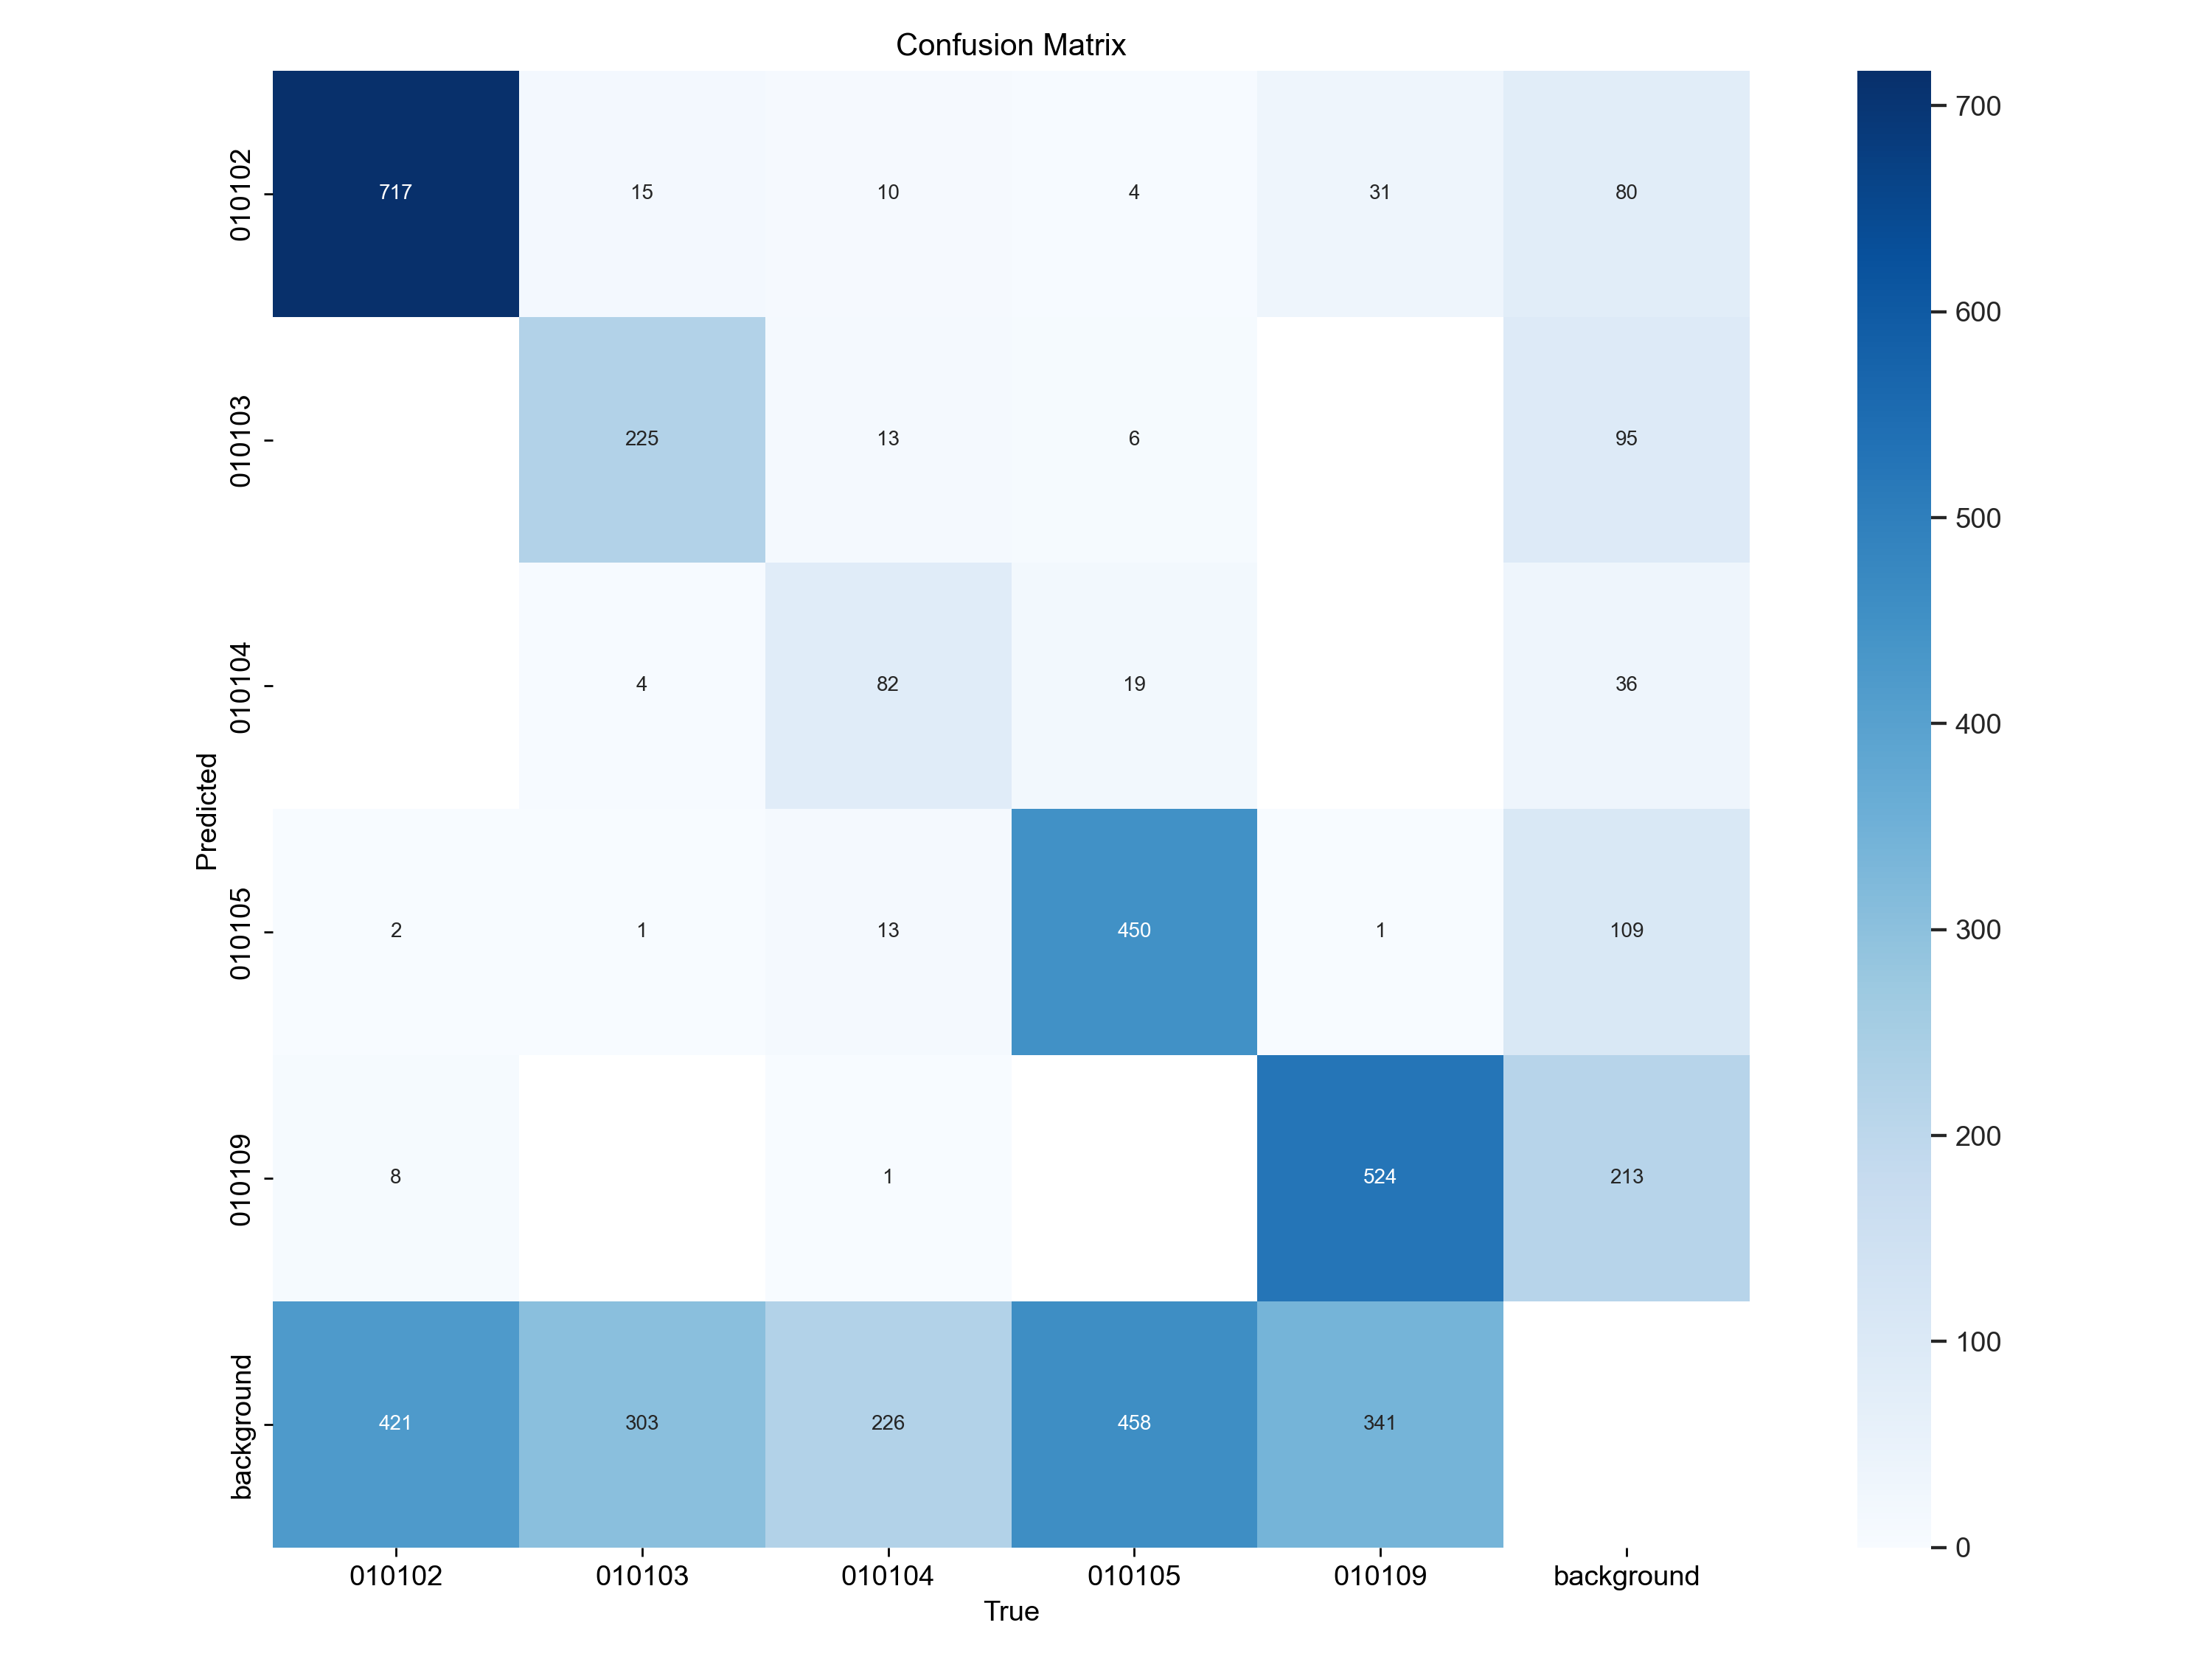 Confusion Matrix
010102 717 15 10 4 31 80
010103 225 13 6 95
010104 4 82 19 36
010105 2 1 13 450 1 109
010109 8 1 524 213
background 421 303 226 458 341
010102 010103 010104 010105 010109 background
True
Predicted
700
600
500
400
300
200
100
0